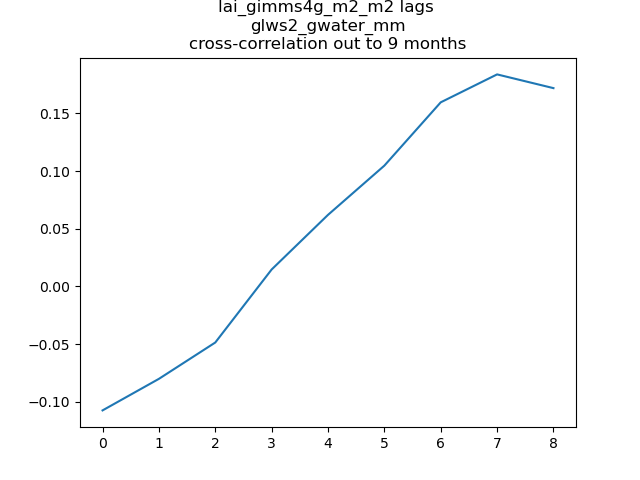 lai_gimms4g_m2_m2 lags
glws2_gwater_mm
cross-correlation out to 9 months
0.15
0.10
0.05
0.00
−0.05
−0.10
0 1 2 3 4 5 6 7 8